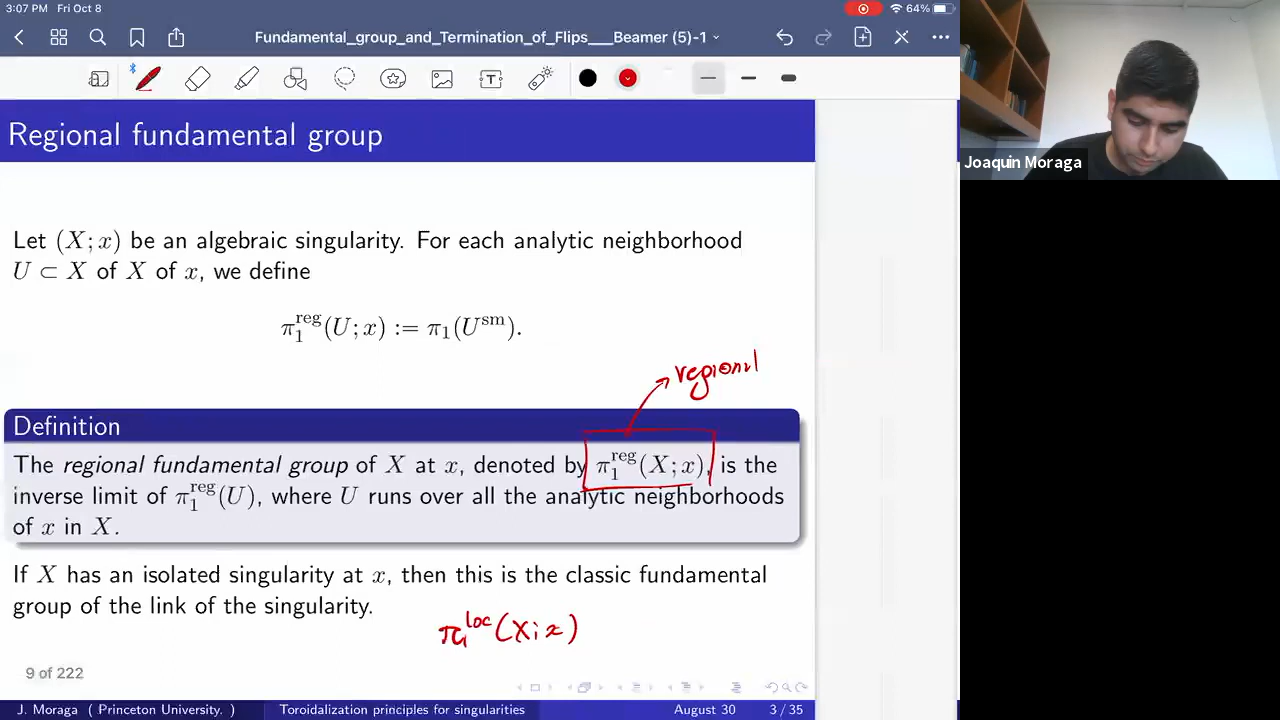 3:07 PM Fri Oct 8
64%
Fundamental_group_and_Termination_of_Flips___Beamer (5)-1
T
Regional fundamental group
Joaquin Moraga
Let (X; x) be an algebraic singularity. For each analytic neighborhood
U ⊂ X of X of x, we define
π₁^reg(U; x) := π₁(U^sm).
regional
Definition
The regional fundamental group of X at x, denoted by π₁^reg(X; x), is the
inverse limit of π₁^reg(U), where U runs over all the analytic neighborhoods
of x in X.
If X has an isolated singularity at x, then this is the classic fundamental
group of the link of the singularity.
π₁^loc(X; x)
9 of 222
J. Moraga ( Princeton University. ) Toroidalization principles for singularities August 30 3 / 35